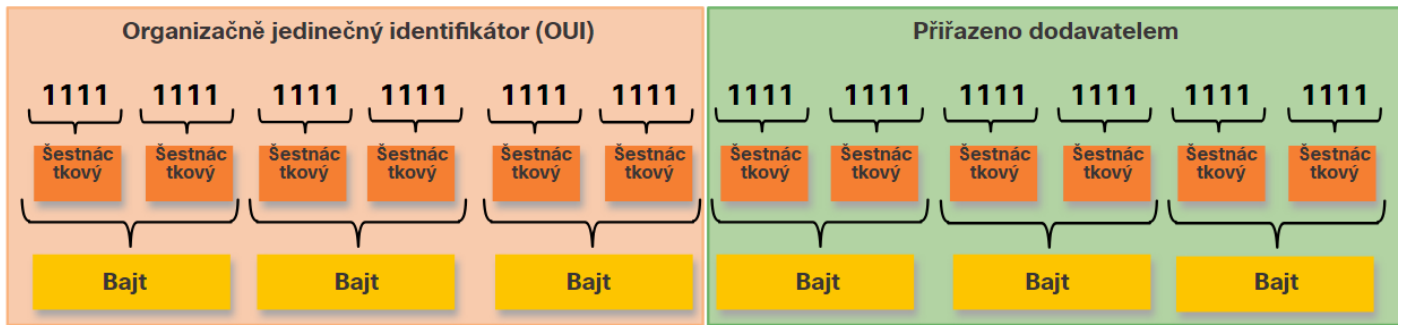 Organizačně jedinečný identifikátor (OUI) Přiřazeno dodavatelem
1111 1111 1111 1111 1111 1111 1111 1111 1111 1111 1111 1111
Šestnác Šestnác Šestnác Šestnác Šestnác Šestnác Šestnác Šestnác Šestnác Šestnác Šestnác Šestnác
tkový tkový tkový tkový tkový tkový tkový tkový tkový tkový tkový tkový
Bajt Bajt Bajt Bajt Bajt Bajt